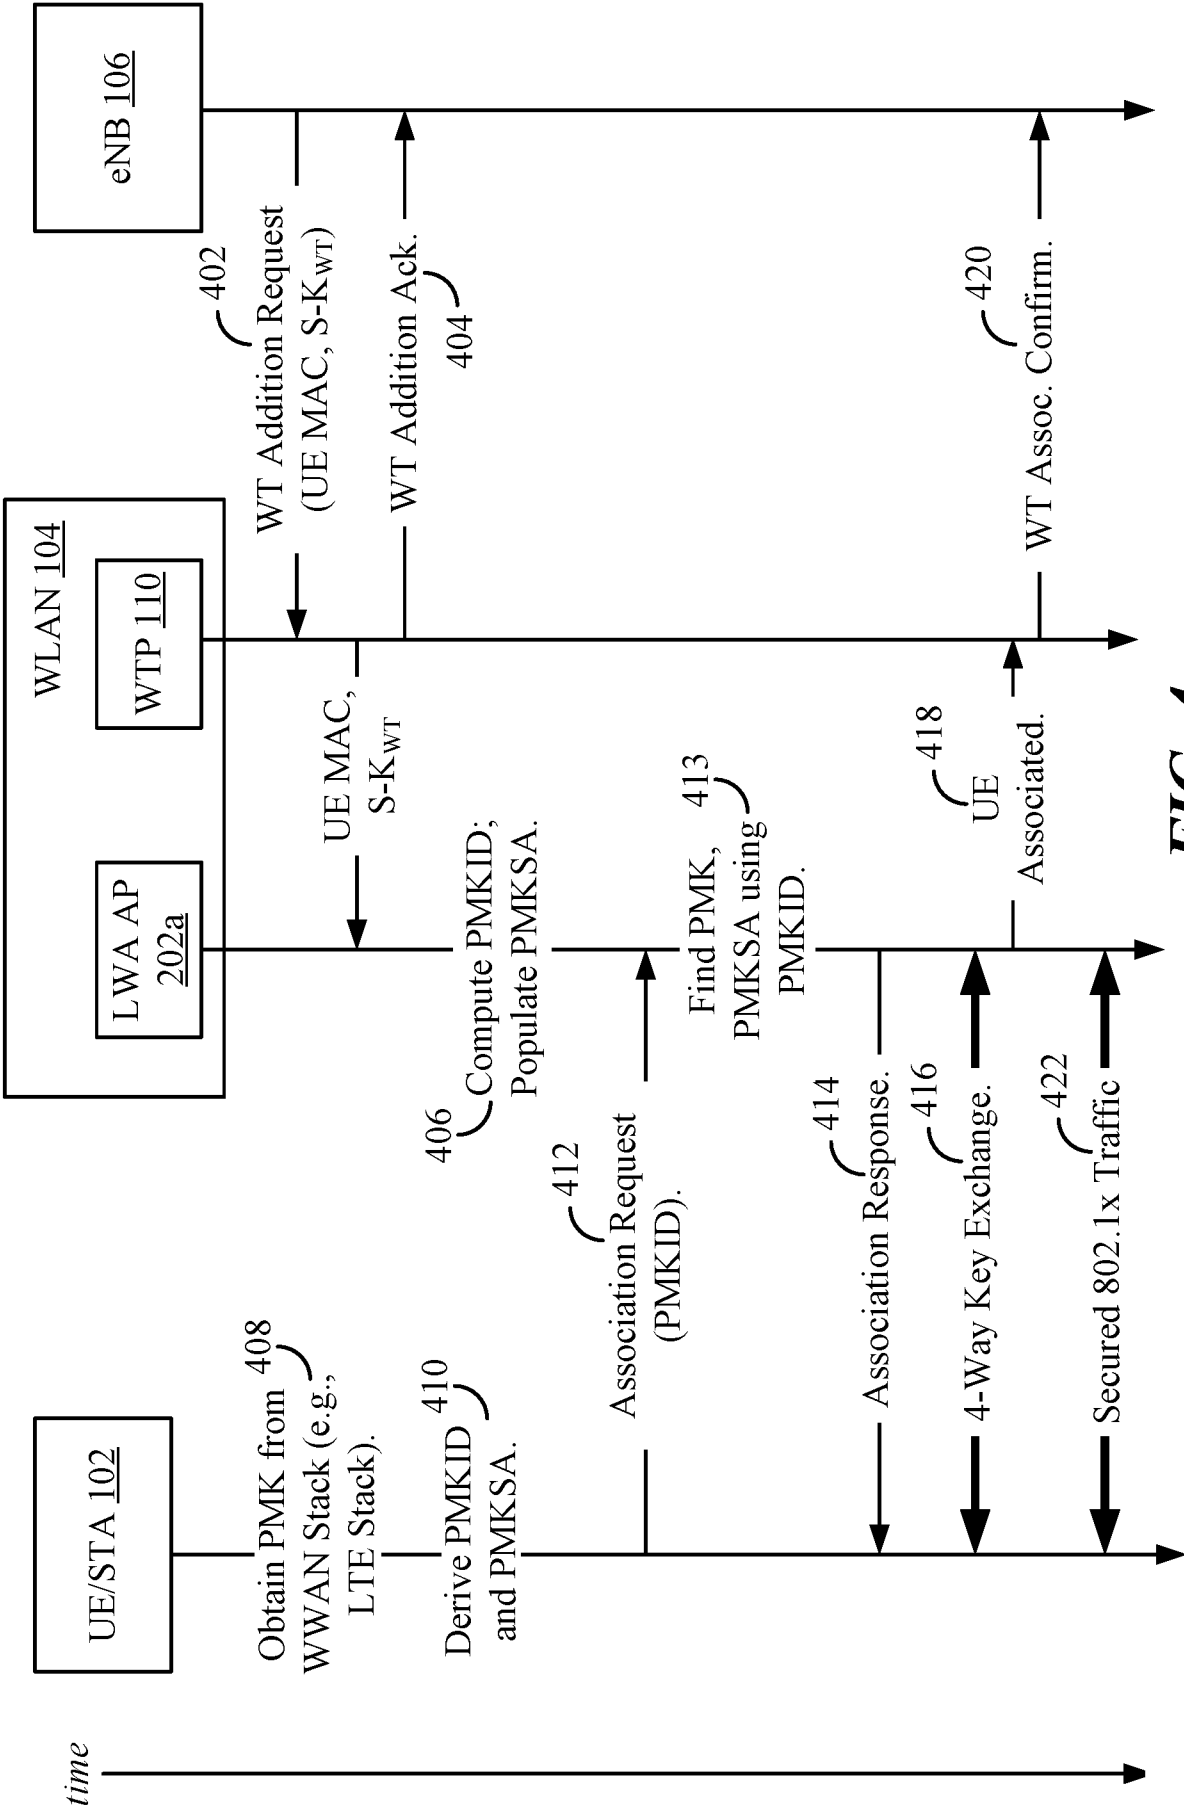 time
UE/STA 102
WLAN 104
LWA AP
202a
WTP 110
eNB 106
402
WT Addition Request
(UE MAC, S-KWT)
UE MAC,
S-KWT
WT Addition Ack.
404
408
Obtain PMK from
WWAN Stack (e.g.,
LTE Stack).
406
Compute PMKID;
Populate PMKSA.
410
Derive PMKID
and PMKSA.
412
Association Request
(PMKID).
413
Find PMK,
PMKSA using
PMKID.
414
Association Response.
416
4-Way Key Exchange.
418
UE
Associated.
420
WT Assoc. Confirm.
422
Secured 802.1x Traffic
FIG. 4